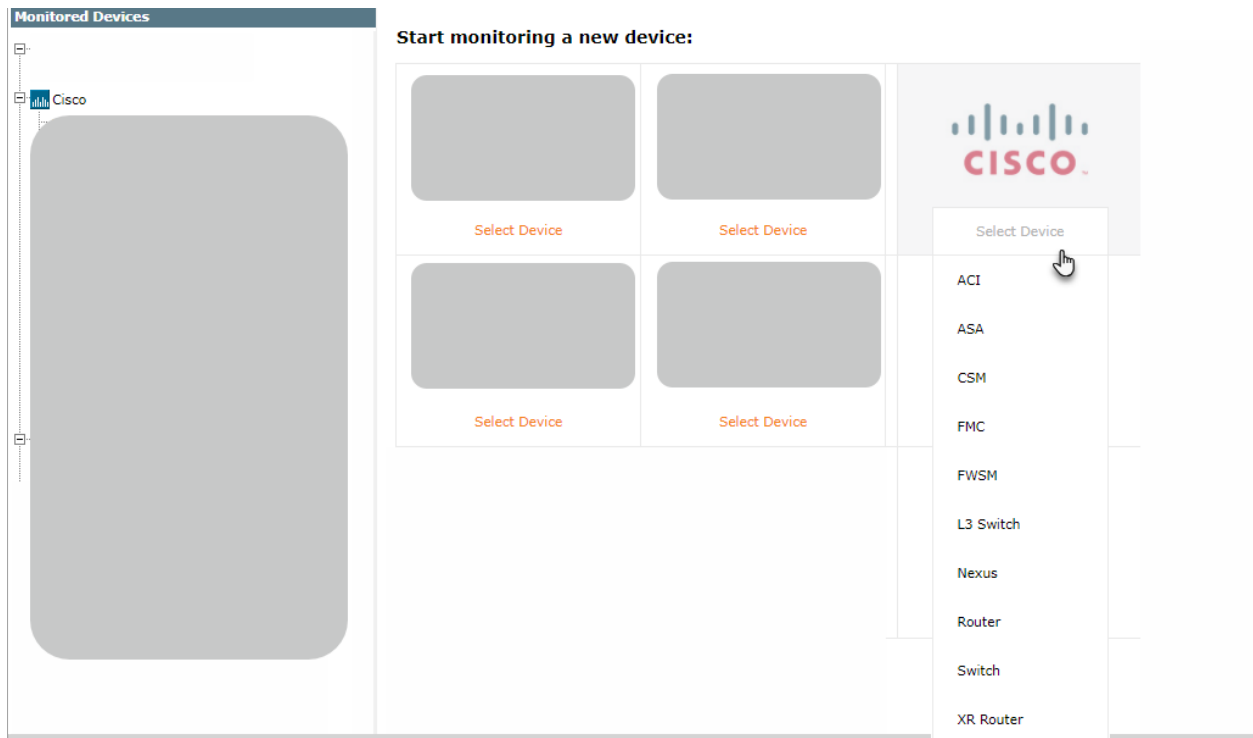 Monitored Devices
Cisco
Start monitoring a new device:
CISCO
Select Device
Select Device
Select Device
Select Device
Select Device
ACI
ASA
CSM
FMC
FWSM
L3 Switch
Nexus
Router
Switch
XR Router